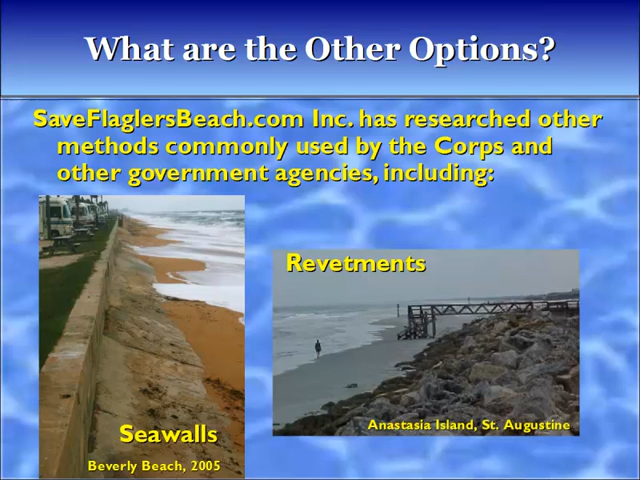 What are the Other Options?
SaveFlaglersBeach.com Inc. has researched other
methods commonly used by the Corps and
other government agencies, including:
Revetments
Anastasia Island, St. Augustine
Seawalls
Beverly Beach, 2005